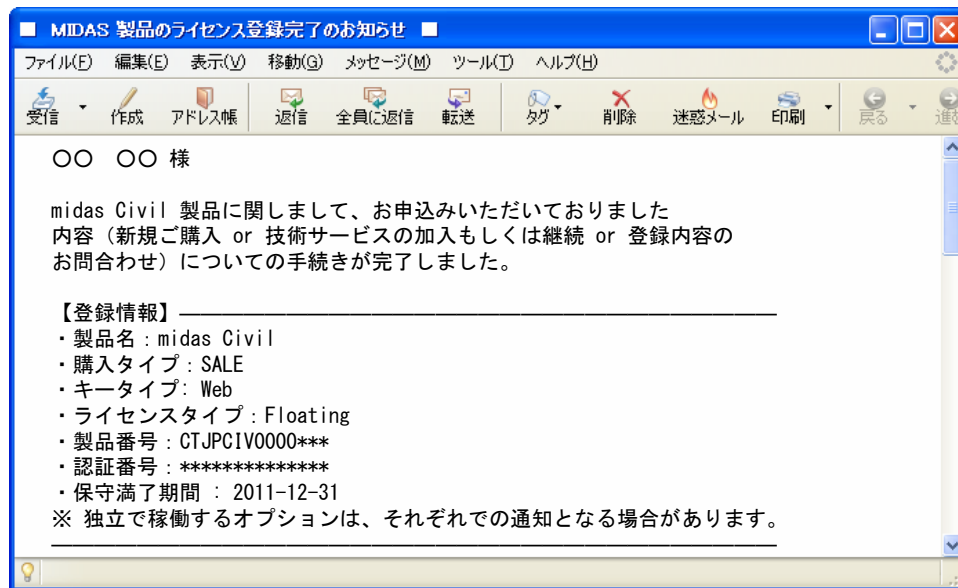 ■ MIDAS 製品のライセンス登録完了のお知らせ ■
ファイル(F) 編集(E) 表示(V) 移動(G) メッセージ(M) ツール(T) ヘルプ(H)
受信 作成 アドレス帳 返信 全員に返信 転送 タグ 削除 迷惑メール 印刷 戻る 進む
〇〇 〇〇 様
midas Civil 製品に関しまして、お申込みいただいておりました
内容（新規ご購入 or 技術サービスの加入もしくは継続 or 登録内容の
お問合わせ）についての手続きが完了しました。
【登録情報】――――――――――――――――――――――――――――
・製品名：midas Civil
・購入タイプ：SALE
・キータイプ: Web
・ライセンスタイプ：Floating
・製品番号：CTJPCIV0000***
・認証番号：**************
・保守満了期間 : 2011-12-31
※ 独立で稼働するオプションは、それぞれでの通知となる場合があります。
――――――――――――――――――――――――――――――――――